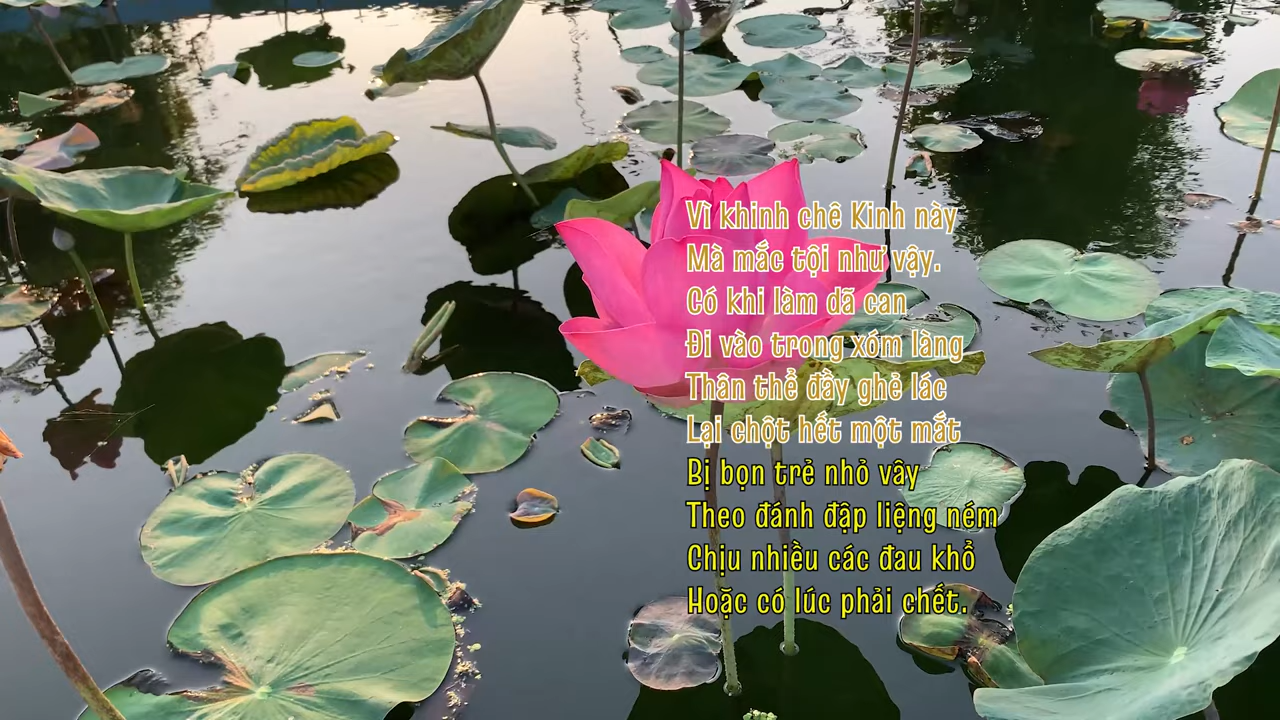 Vì khinh chê Kinh này
Mà mắc tội như vậy.
Có khi làm dã can
Đi vào trong xóm làng
Thân thể đầy ghẻ lác
Lại chột hết một mắt
Bị bọn trẻ nhỏ vây
Theo đánh đập liệng ném
Chịu nhiều các đau khổ
Hoặc có lúc phải chết.